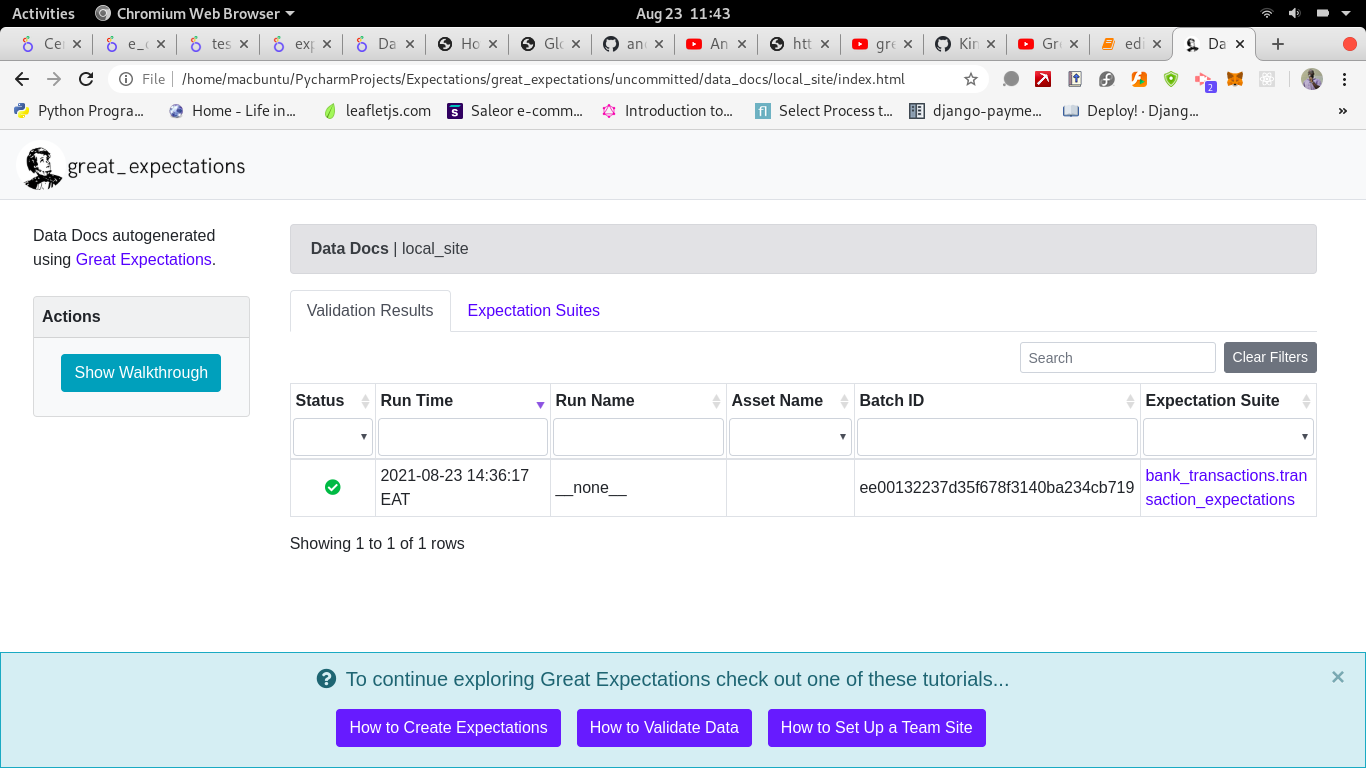 Activities Chromium Web Browser Aug 23 11:43
Cer e_c tes exp Da Ho Glo and An htt gre Kin Gre edi Da
File /home/macbuntu/PycharmProjects/Expectations/great_expectations/uncommitted/data_docs/local_site/index.html 2
Python Progra... Home - Life in... leafletjs.com Saleor e-comm... Introduction to... Select Process t... django-payme... Deploy! · Djang... »
great_expectations
Data Docs autogenerated
using Great Expectations.
Actions
Show Walkthrough
Data Docs | local_site
Validation Results Expectation Suites
Search Clear Filters
Status Run Time Run Name Asset Name Batch ID Expectation Suite
2021-08-23 14:36:17
EAT
__none__
ee00132237d35f678f3140ba234cb719
bank_transactions.tran
saction_expectations
Showing 1 to 1 of 1 rows
To continue exploring Great Expectations check out one of these tutorials...
How to Create Expectations How to Validate Data How to Set Up a Team Site